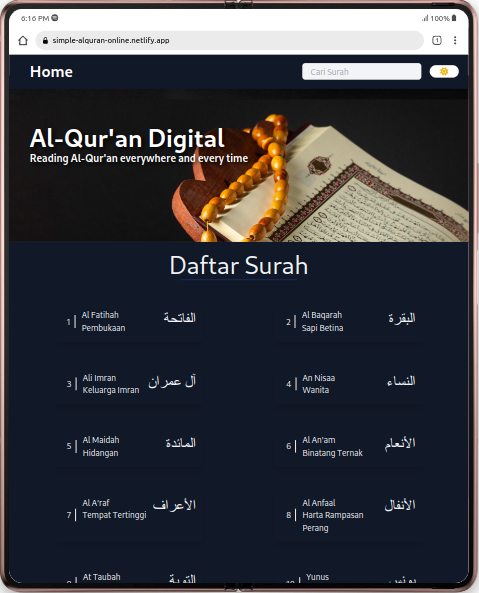 6:16 PM
100%
simple-alquran-online.netlify.app
1
Home
Cari Surah
Al-Qur'an Digital
Reading Al-Qur'an everywhere and every time
Daftar Surah
1 Al Fatihah الفاتحة
Pembukaan
2 Al Baqarah البقرة
Sapi Betina
3 Ali Imran آل عمران
Keluarga Imran
4 An Nisaa النساء
Wanita
5 Al Maidah المائدة
Hidangan
6 Al An'am الأنعام
Binatang Ternak
7 Al A'raf الأعراف
Tempat Tertinggi
8 Al Anfaal الأنفال
Harta Rampasan
Perang
At Taubah التوبة
Yunus يونس